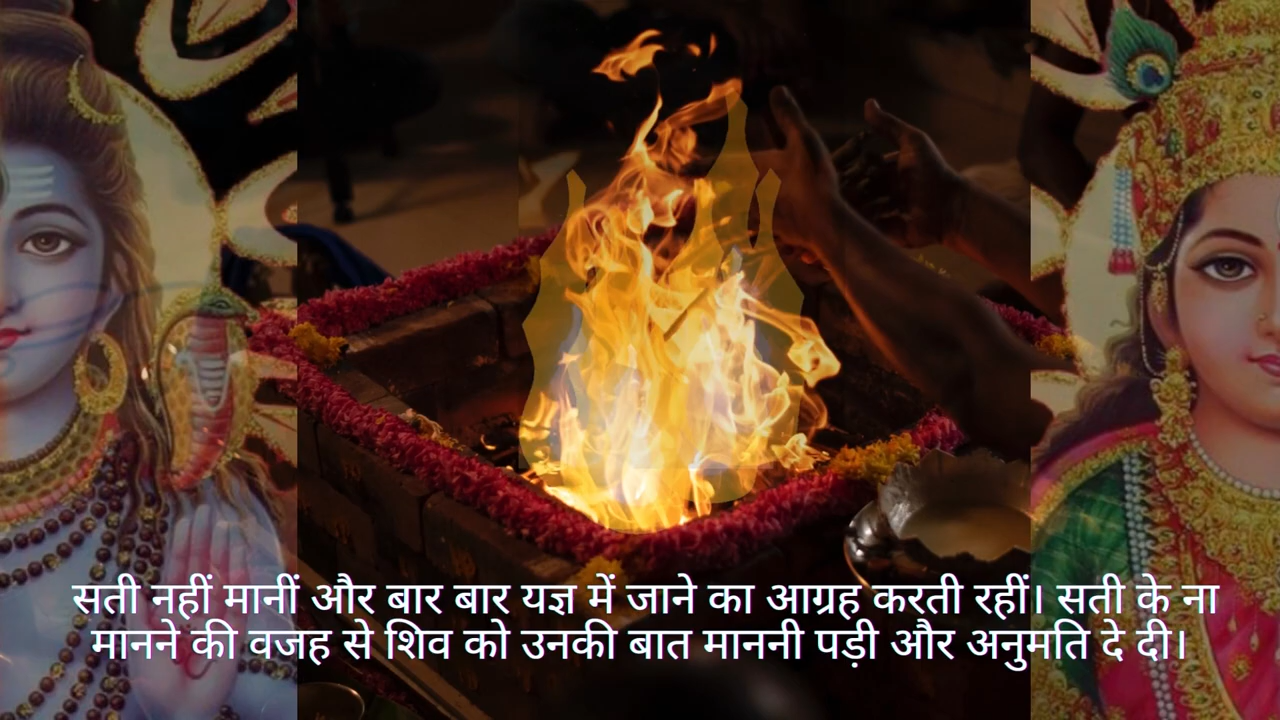 सती नहीं मानीं और बार बार यज्ञ में जाने का आग्रह करती रहीं। सती के ना
मानने की वजह से शिव को उनकी बात माननी पड़ी और अनुमति दे दी।